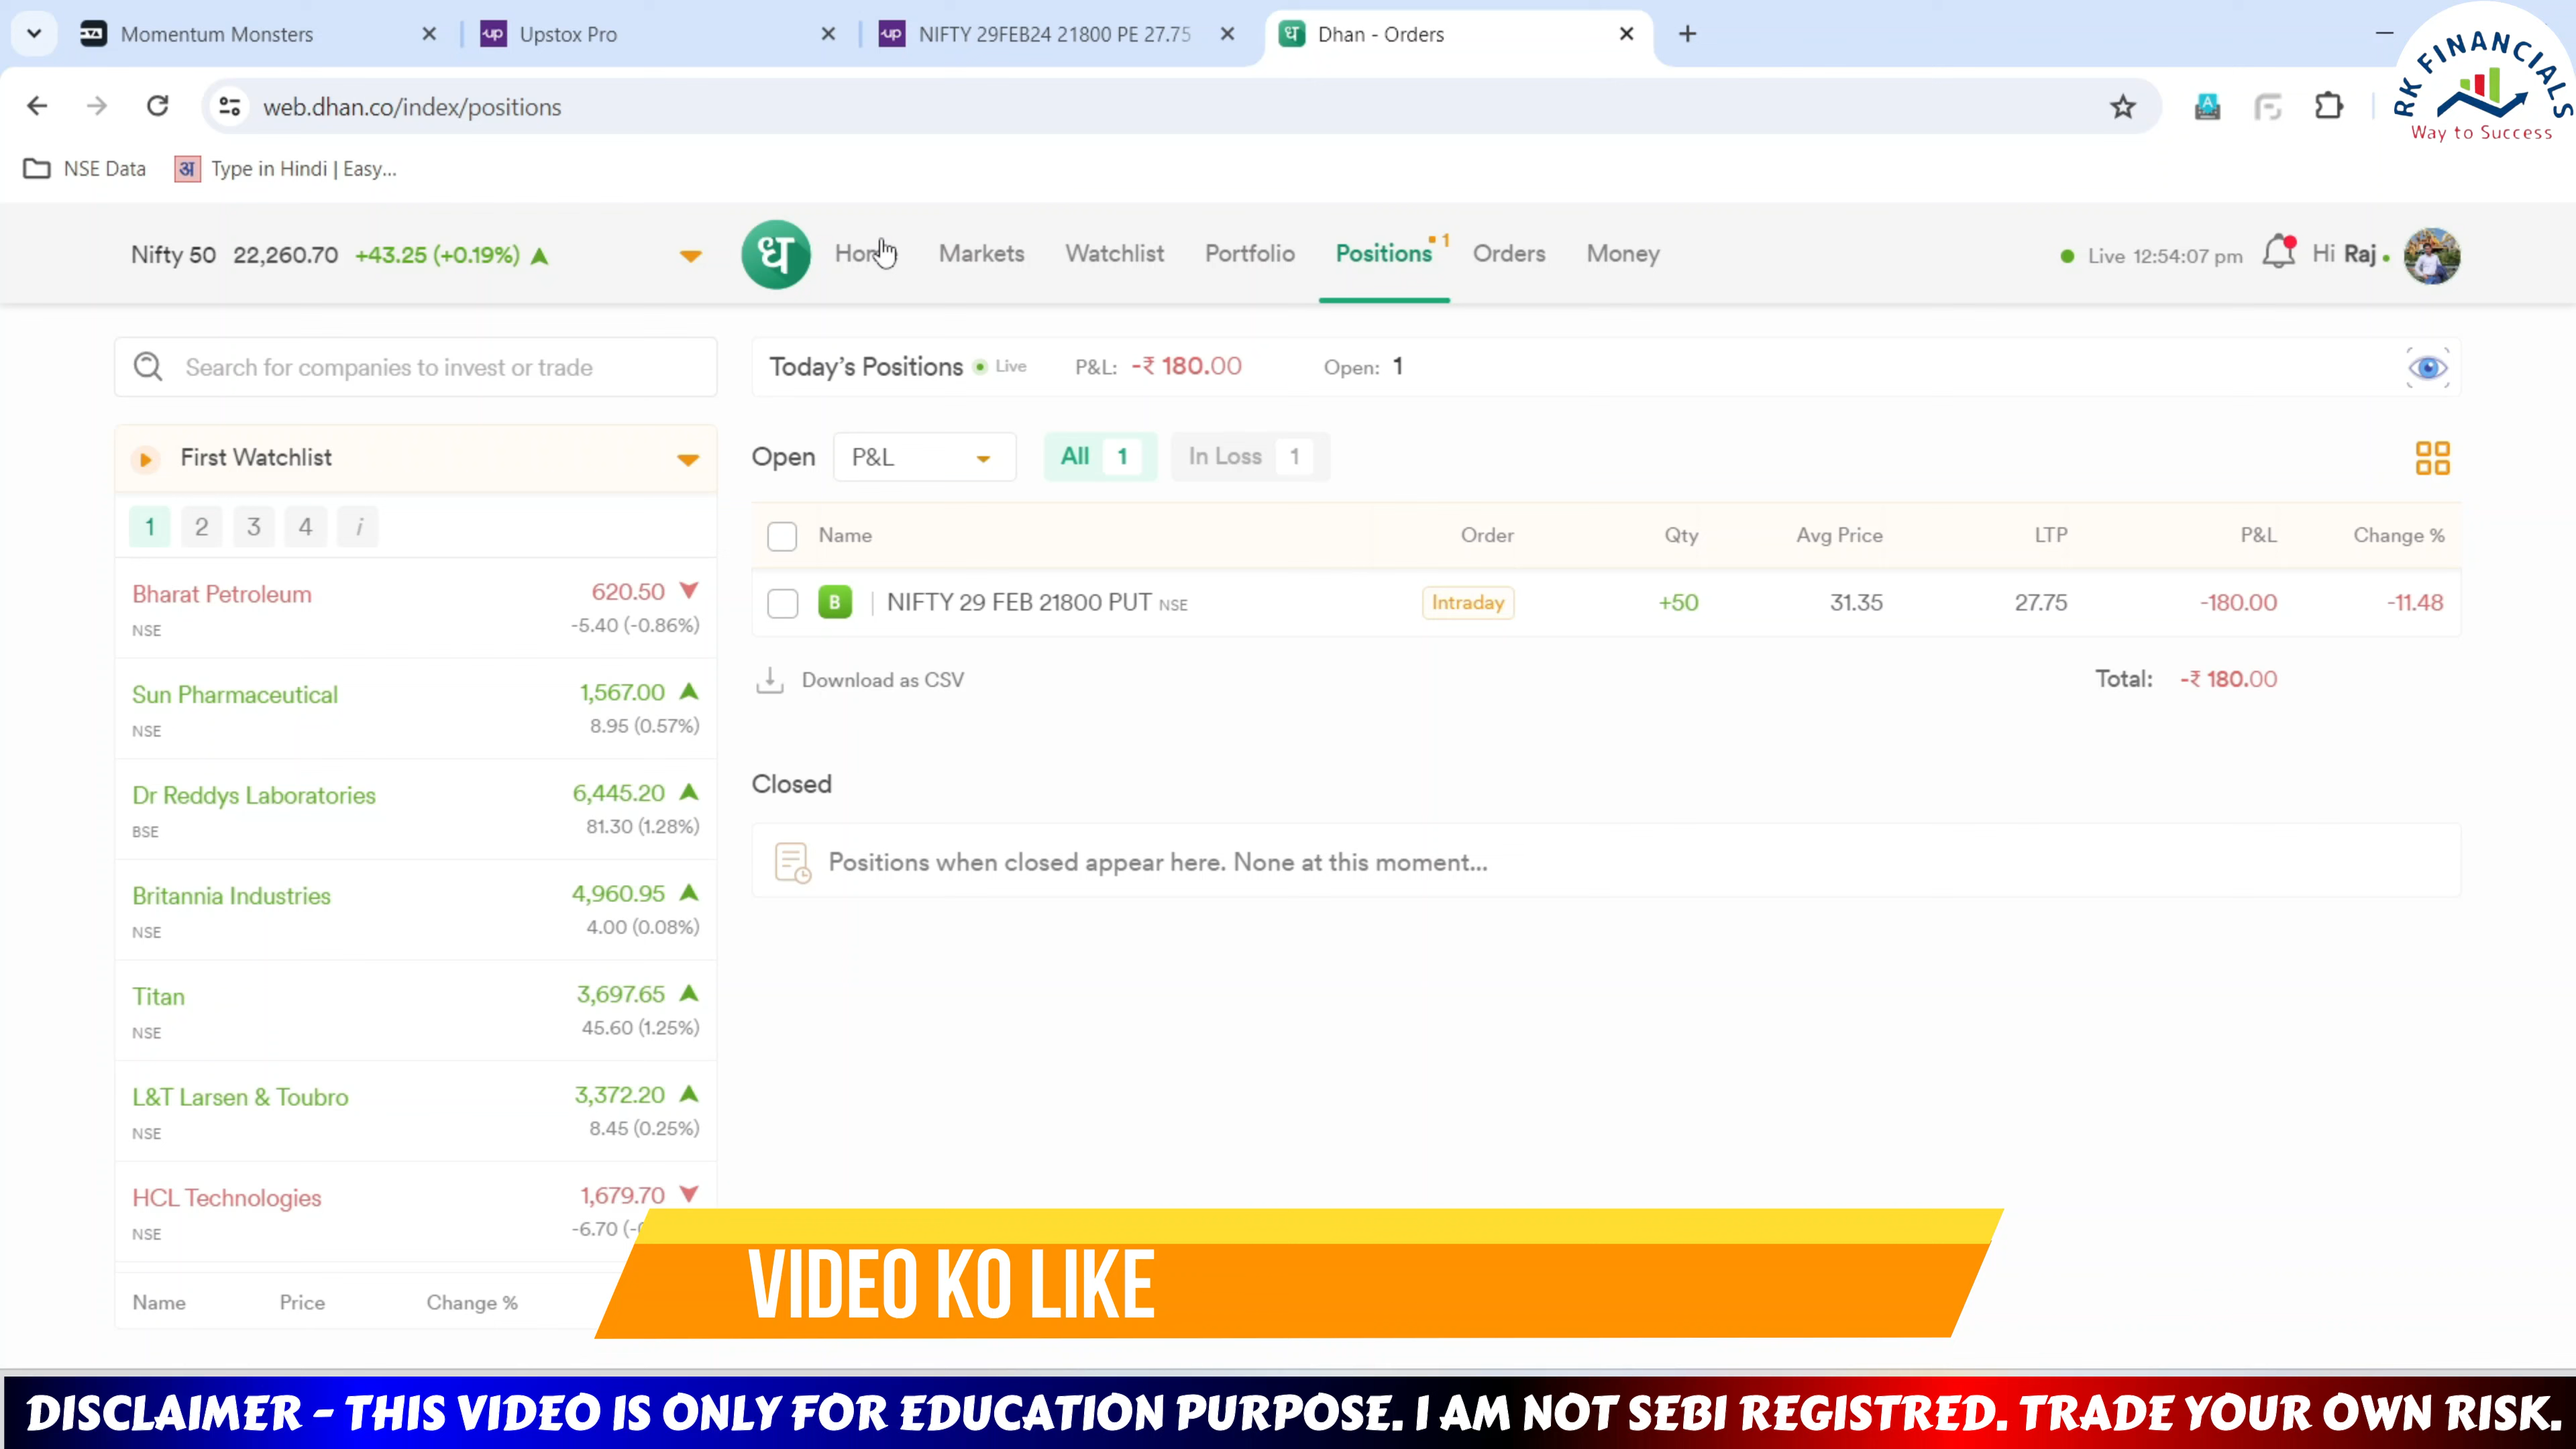 Momentum Monsters
up Upstox Pro
up NIFTY 29FEB24 21800 PE 27.75
ध Dhan - Orders
RK FINANCIALS
Way to Success
web.dhan.co/index/positions
NSE Data
अ Type in Hindi | Easy...
Nifty 50 22,260.70 +43.25 (+0.19%)
ध
Markets Watchlist Portfolio Positions 1 Orders Money
Live 12:54:07 pm
Hi Raj
Search for companies to invest or trade
Today's Positions Live P&L: -₹ 180.00 Open: 1
First Watchlist
1 2 3 4 i
Open P&L All 1 In Loss 1
Name Order Qty Avg Price LTP P&L Change %
B | NIFTY 29 FEB 21800 PUT NSE Intraday +50 31.35 27.75 -180.00 -11.48
Download as CSV
Total: -₹ 180.00
Closed
Positions when closed appear here. None at this moment...
Bharat Petroleum 620.50
NSE -5.40 (-0.86%)
Sun Pharmaceutical 1,567.00
NSE 8.95 (0.57%)
Dr Reddys Laboratories 6,445.20
BSE 81.30 (1.28%)
Britannia Industries 4,960.95
NSE 4.00 (0.08%)
Titan 3,697.65
NSE 45.60 (1.25%)
L&T Larsen & Toubro 3,372.20
NSE 8.45 (0.25%)
HCL Technologies 1,679.70
NSE -6.70
Name Price Change %
VIDEO KO LIKE
DISCLAIMER - THIS VIDEO IS ONLY FOR EDUCATION PURPOSE. I AM NOT SEBI REGISTRED. TRADE YOUR OWN RISK.